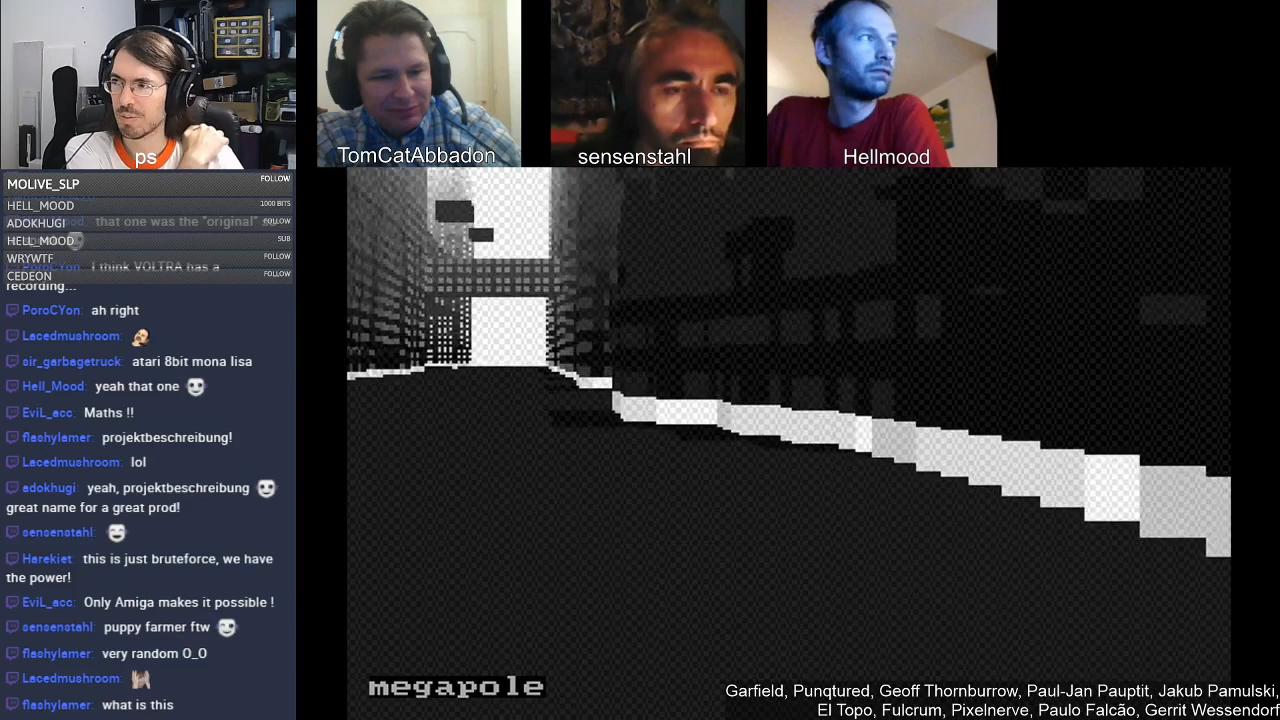 ps
TomCatAbbadon
sensenstahl
Hellmood
MOLIVE_SLP FOLLOW
HELL_MOOD 1000 BITS
that one was the "original"
ADOKHUGI FOLLOW
HELL_MOOD SUB
WRYWTF FOLLOW
PoroCYon: I think VOLTRA has a
CEDEON FOLLOW
recording...
PoroCYon: ah right
Lacedmushroom:
sir_garbagetruck: atari 8bit mona lisa
Hell_Mood: yeah that one
EviL_acc: Maths !!
flashylamer: projektbeschreibung!
Lacedmushroom: lol
adokhugi: yeah, projektbeschreibung
great name for a great prod!
sensenstahl:
Harekiet: this is just bruteforce, we have
the power!
EviL_acc: Only Amiga makes it possible !
sensenstahl: puppy farmer ftw
flashylamer: very random O_O
Lacedmushroom:
flashylamer: what is this
megapole
Garfield, Punqtured, Geoff Thornburrow, Paul-Jan Pauptit, Jakub Pamulski,
El Topo, Fulcrum, Pixelnerve, Paulo Falcão, Gerrit Wessendorf